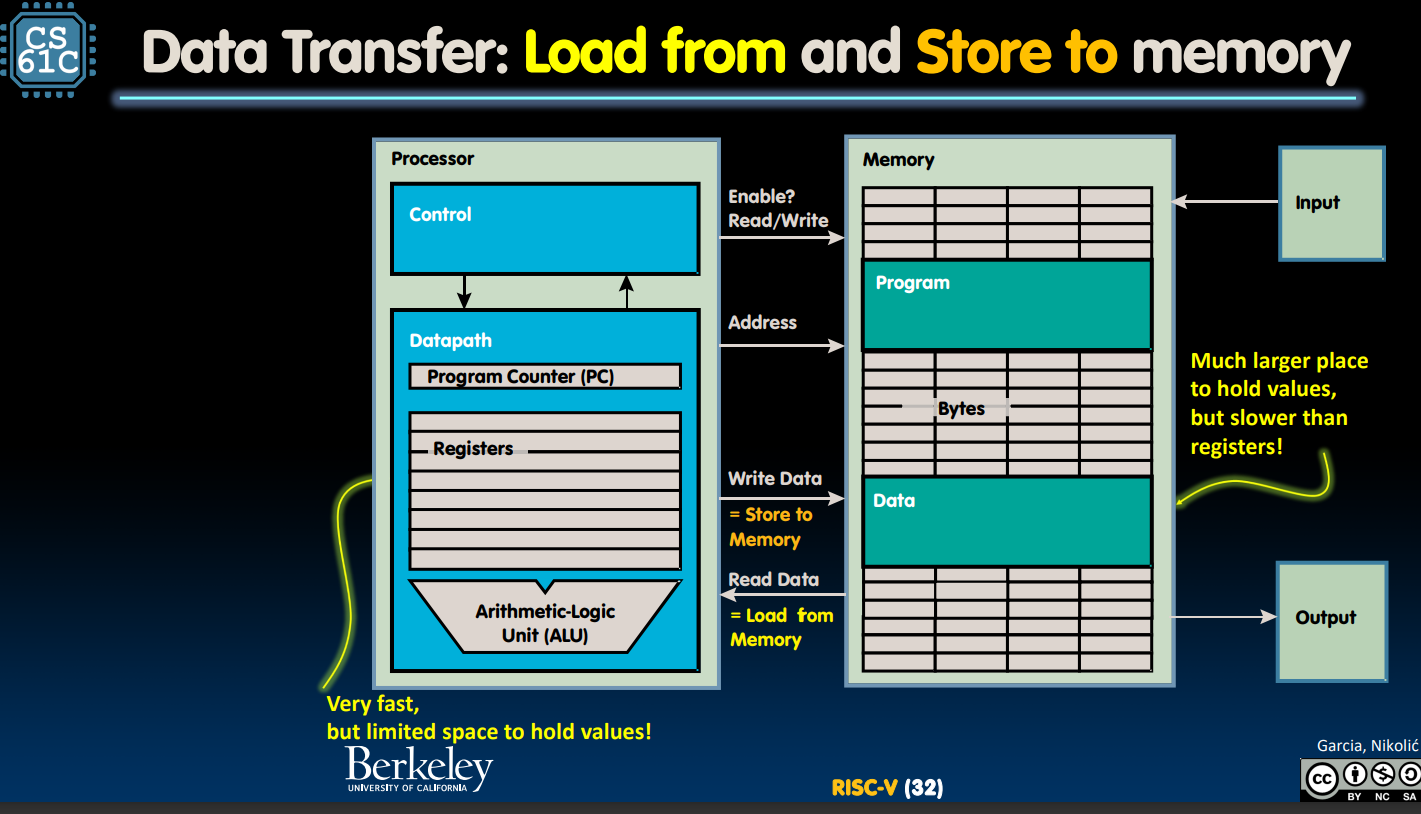 CS
61C
Data Transfer: Load from and Store to memory
Processor
Control
Datapath
Program Counter (PC)
Registers
Arithmetic-Logic
Unit (ALU)
Enable?
Read/Write
Address
Write Data
= Store to
Memory
Read Data
= Load from
Memory
Memory
Program
Bytes
Data
Input
Much larger place
to hold values,
but slower than
registers!
Output
Very fast,
but limited space to hold values!
Berkeley
UNIVERSITY OF CALIFORNIA
RISC-V (32)
Garcia, Nikolić
cc
BY NC SA